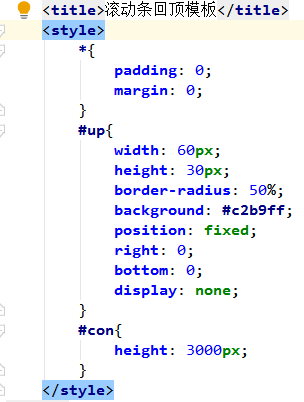 <title>滚动条回顶模板</title>
<style>
*{
padding: 0;
margin: 0;
}
#up{
width: 60px;
height: 30px;
border-radius: 50%;
background: #c2b9ff;
position: fixed;
right: 0;
bottom: 0;
display: none;
}
#con{
height: 3000px;
}
</style>